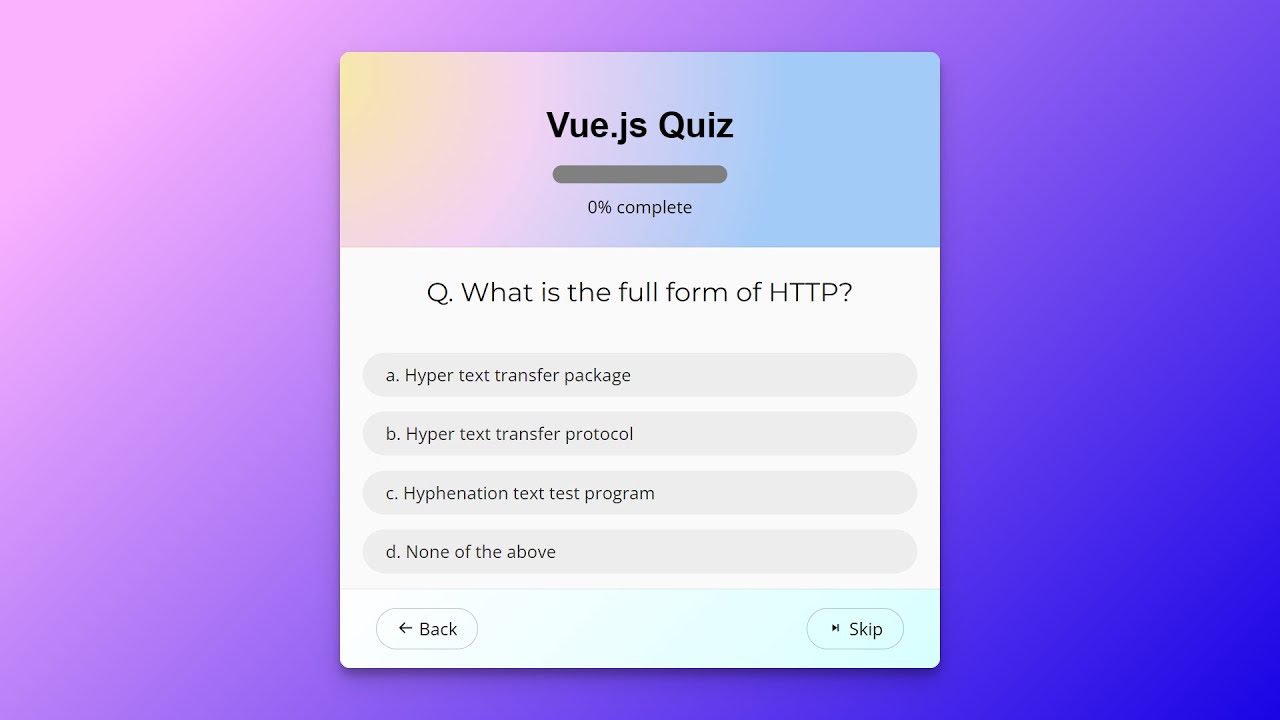 Vue.js Quiz
0% complete
Q. What is the full form of HTTP?
a. Hyper text transfer package
b. Hyper text transfer protocol
c. Hyphenation text test program
d. None of the above
Back
Skip